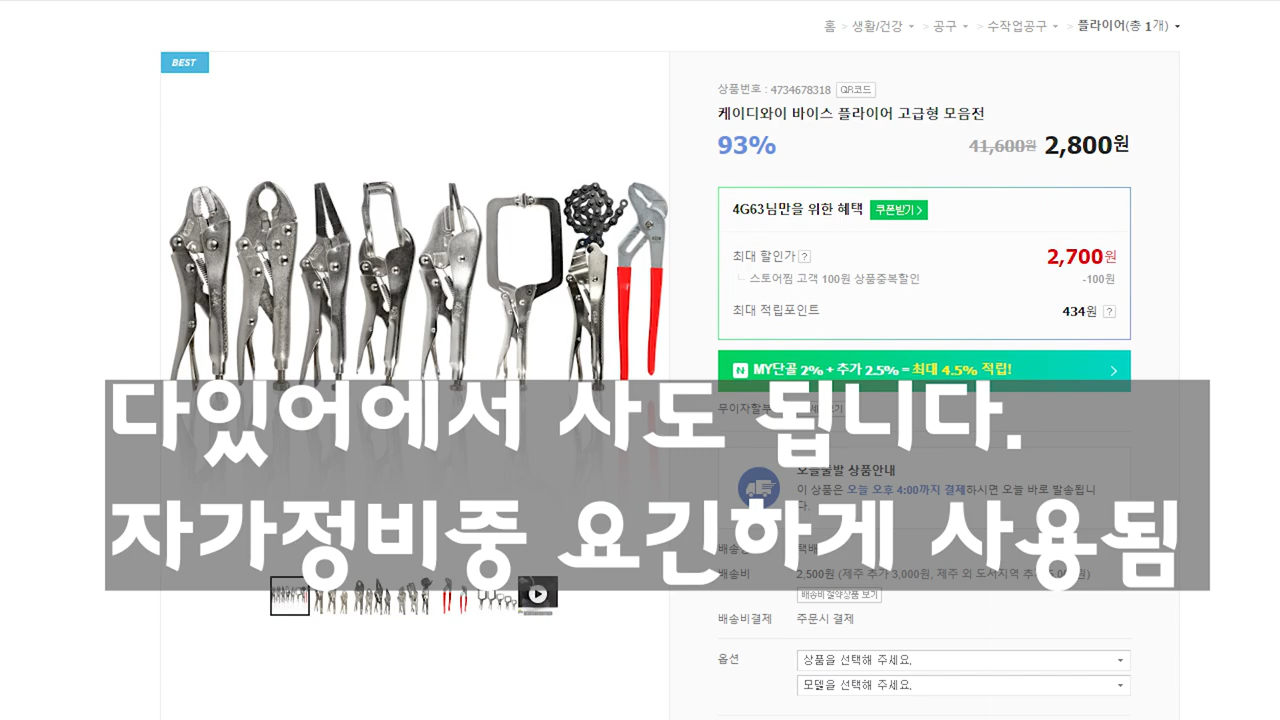 홈 > 생활/건강 > 공구 > 수작업공구 > 플라이어(총 1개)
BEST
상품번호 : 4734678318 QR코드
케이디와이 바이스 플라이어 고급형 모음전
93% 41,600원 2,800원
4G63님만을 위한 혜택 쿠폰받기 >
최대 할인가 ? 2,700원
스토어찜 고객 100원 상품중복할인 -100원
최대 적립포인트 434원 ?
N MY단골 2% + 추가 2.5% = 최대 4.5% 적립! >
무이자할부
다있어에서 사도 됩니다.
오늘출발 상품안내
이 상품은 오늘 오후 4:00까지 결제하시면 오늘 바로 발송됩니다.
자가정비중 요긴하게 사용됨
택배
배송비 2,500원 (제주 추가 3,000원, 제주 외 도서지역
배송비 절약상품 보기
배송비결제 주문시 결제
옵션 상품을 선택해 주세요.
모델을 선택해 주세요.